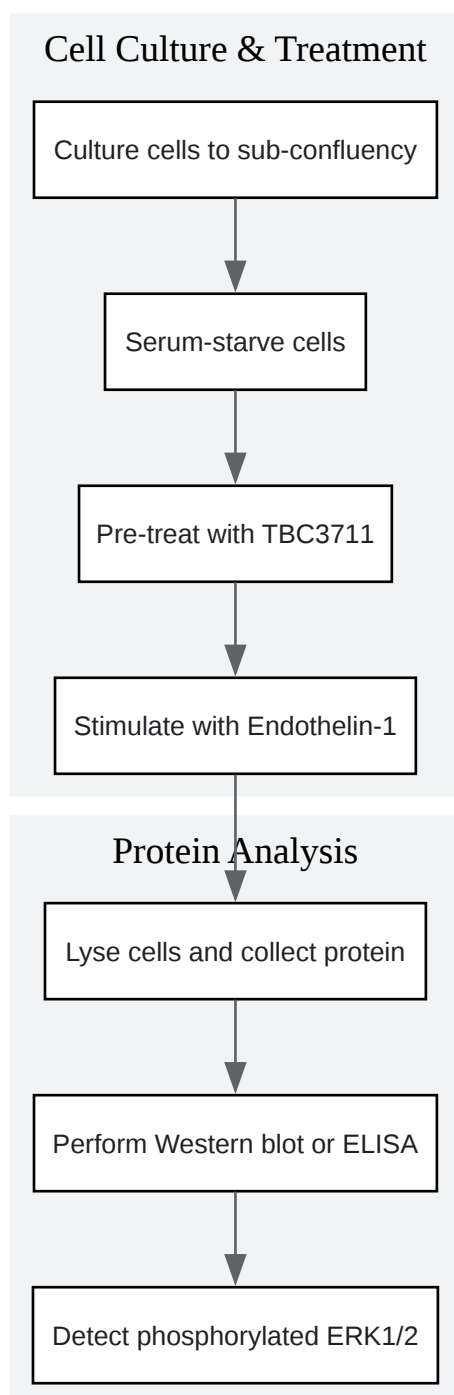 Cell Culture & Treatment
Culture cells to sub-confluency
Serum-starve cells
Pre-treat with TBC3711
Stimulate with Endothelin-1
Protein Analysis
Lyse cells and collect protein
Perform Western blot or ELISA
Detect phosphorylated ERK1/2